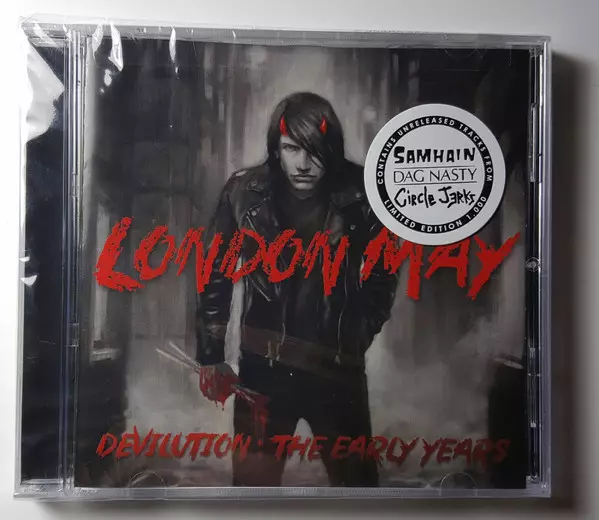 CONTAINS UNRELEASED TRACKS FROM
SAMHAIN
DAG NASTY
CIRCLE JERKS
LIMITED EDITION 1,000
LONDON MAY
DEVILUTION · THE EARLY YEARS